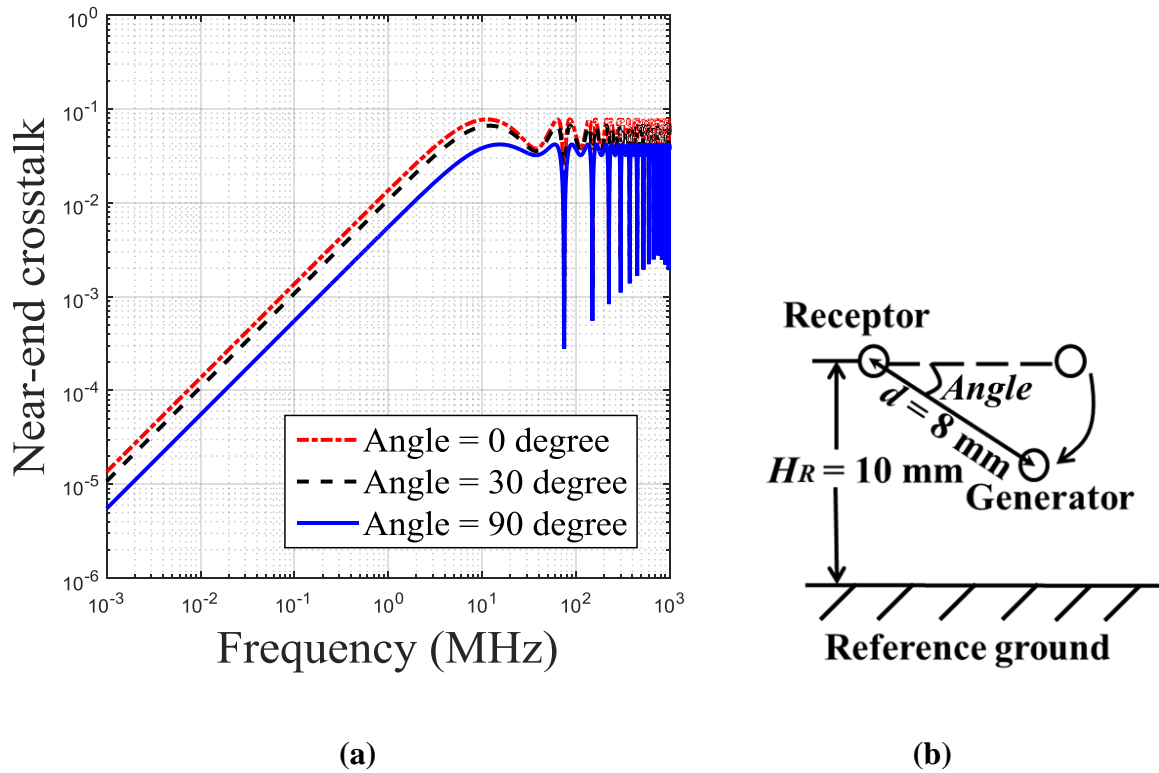 Near-end crosstalk
10^0
10^-1
10^-2
10^-3
10^-4
10^-5
10^-6
Angle = 0 degree
Angle = 30 degree
Angle = 90 degree
10^-3
10^-2
10^-1
10^0
10^1
10^2
10^3
Frequency (MHz)
(a)
Receptor
Angle
d = 8 mm
H_R = 10 mm
Generator
Reference ground
(b)